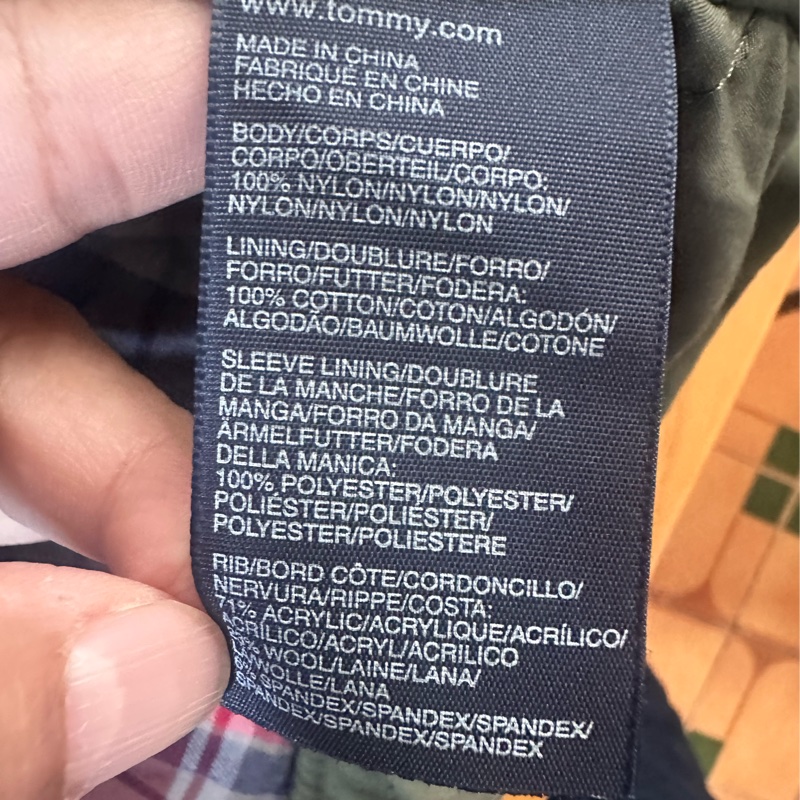 www.tommy.com
MADE IN CHINA
FABRIQUÉ EN CHINE
HECHO EN CHINA
BODY/CORPS/CUERPO/
CORPO/OBERTEIL/CORPO:
100% NYLON/NYLON/NYLON/
NYLON/NYLON/NYLON
LINING/DOUBLURE/FORRO/
FORRO/FUTTER/FODERA:
100% COTTON/COTON/ALGODÓN/
ALGODÃO/BAUMWOLLE/COTONE
SLEEVE LINING/DOUBLURE
DE LA MANCHE/FORRO DE LA
MANGA/FORRO DA MANGA/
ÄRMELFUTTER/FODERA
DELLA MANICA:
100% POLYESTER/POLYESTER/
POLIÉSTER/POLIÉSTER/
POLYESTER/POLIESTERE
RIB/BORD CÔTE/CORDONCILLO/
NERVURA/RIPPE/COSTA:
71% ACRYLIC/ACRYLIQUE/ACRÍLICO/
ACRÍLICO/ACRYL/ACRILICO
WOOL/LAINE/LANA/
LANA
SPANDEX/SPANDEX/SPANDEX/
SPANDEX/SPANDEX/SPANDEX